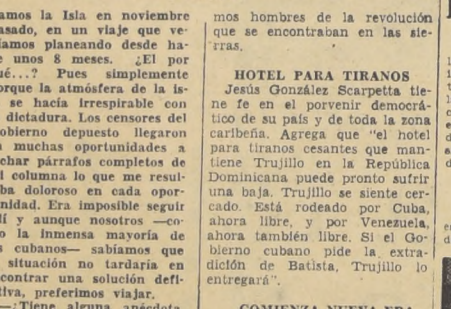 amos la Isla en noviembre
asado, en un viaje que ve-
íamos planeando desde ha-
e unos 8 meses. ¿El por
ué...? Pues simplemente
orque la atmósfera de la is-
se hacía irrespirable con
dictadura. Los censores del
obierno depuesto llegaron
muchas oportunidades a
char párrafos completos de
i columna lo que me resul-
ba doloroso en cada opor-
nidad. Era imposible seguir
lí y aunque nosotros —co-
o la inmensa mayoría de
s cubanos— sabíamos que
situación no tardaría en
contrar una solución defi-
tiva, preferimos viajar.
—¿Tiene alguna anécdota
mos hombres de la revolución
que se encontraban en las sie-
rras.
HOTEL PARA TIRANOS
Jesús González Scarpetta tie-
ne fe en el porvenir democrá-
tico de su país y de toda la zona
caribeña. Agrega que "el hotel
para tiranos cesantes que man-
tiene Trujillo en la República
Dominicana puede pronto sufrir
una baja. Trujillo se siente cer-
cado. Está rodeado por Cuba,
ahora libre, y por Venezuela,
ahora también libre. Si el Go-
bierno cubano pide la extra-
dición de Batista, Trujillo lo
entregará".
COMIENZA NUEVA ERA